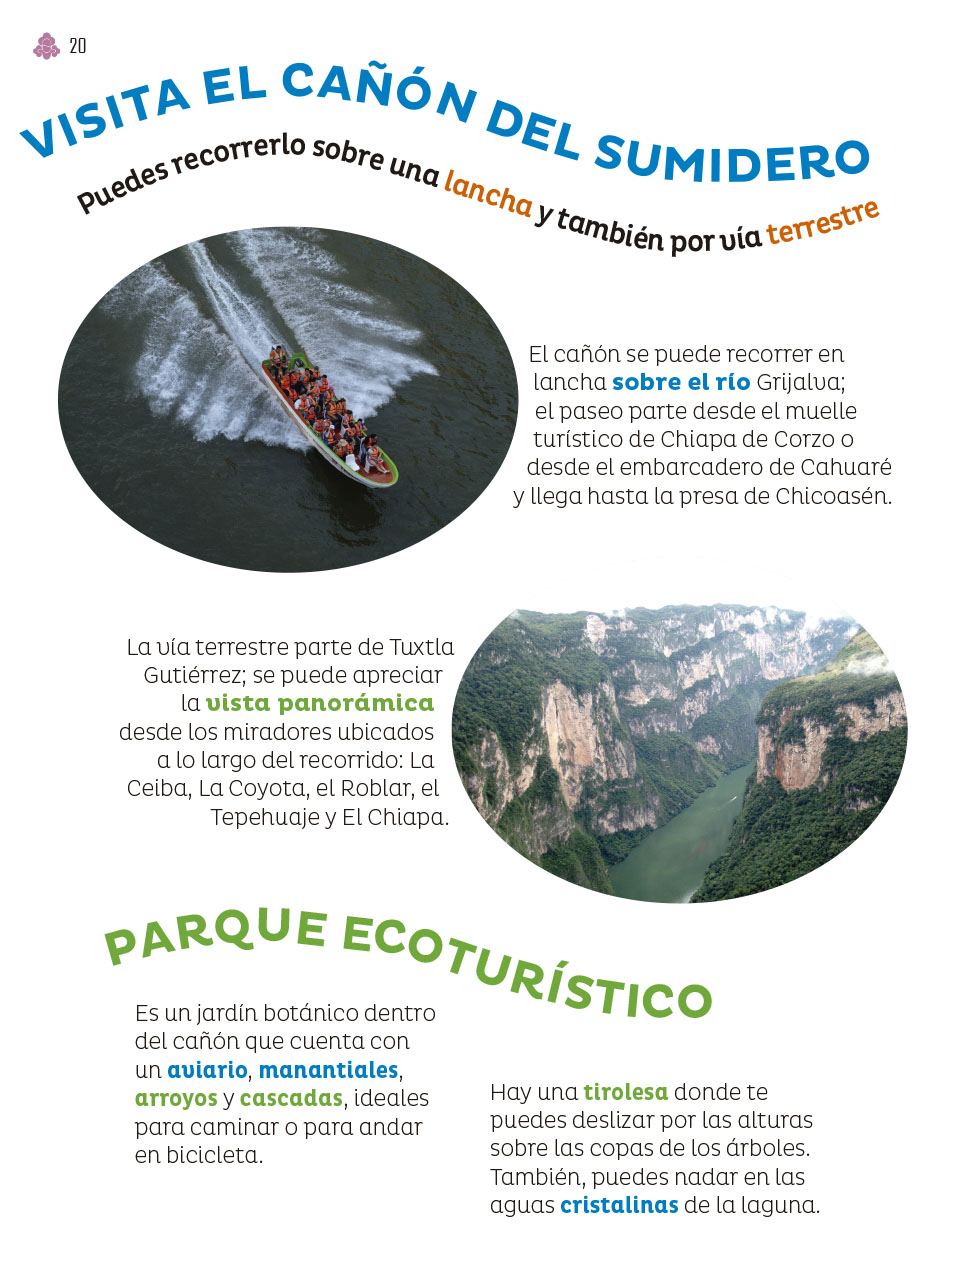 20
VISITA EL CAÑÓN DEL SUMIDERO
Puedes recorrerlo sobre una lancha y también por vía terrestre
El cañón se puede recorrer en
lancha sobre el río Grijalva;
el paseo parte desde el muelle
turístico de Chiapa de Corzo o
desde el embarcadero de Cahuaré
y llega hasta la presa de Chicoasén.
La vía terrestre parte de Tuxtla
Gutiérrez; se puede apreciar
la vista panorámica
desde los miradores ubicados
a lo largo del recorrido: La
Ceiba, La Coyota, el Roblar, el
Tepehuaje y El Chiapa.
PARQUE ECOTURÍSTICO
Es un jardín botánico dentro
del cañón que cuenta con
un aviario, manantiales,
arroyos y cascadas, ideales
para caminar o para andar
en bicicleta.
Hay una tirolesa donde te
puedes deslizar por las alturas
sobre las copas de los árboles.
También, puedes nadar en las
aguas cristalinas de la laguna.